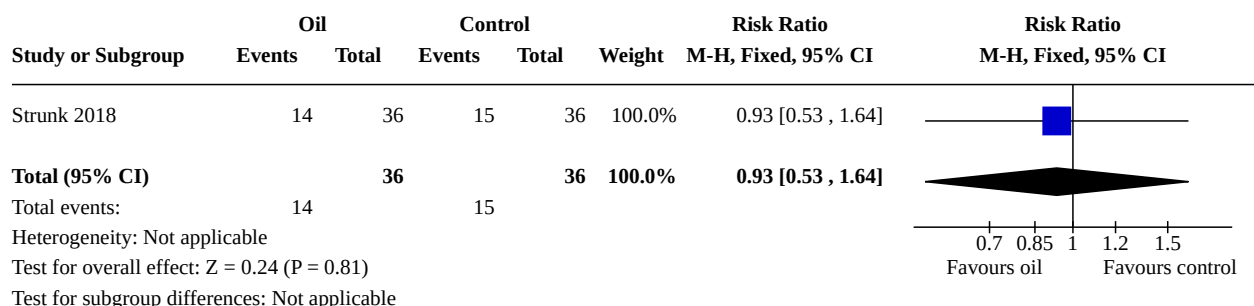 Oil Control Risk Ratio Risk Ratio
Study or Subgroup Events Total Events Total Weight M-H, Fixed, 95% CI M-H, Fixed, 95% CI
Strunk 2018 14 36 15 36 100.0% 0.93 [0.53 , 1.64]
Total (95% CI) 36 36 100.0% 0.93 [0.53 , 1.64]
Total events: 14 15
Heterogeneity: Not applicable 0.7 0.85 1 1.2 1.5
Test for overall effect: Z = 0.24 (P = 0.81) Favours oil Favours control
Test for subgroup differences: Not applicable